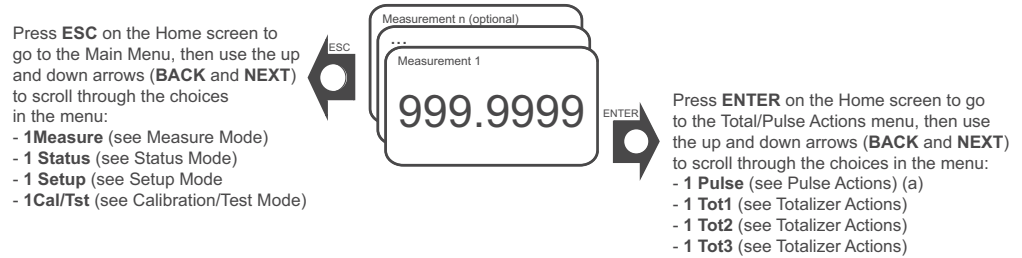 Press ESC on the Home screen to
go to the Main Menu, then use the up
and down arrows (BACK and NEXT)
to scroll through the choices
in the menu:
- 1Measure (see Measure Mode)
- 1 Status (see Status Mode)
- 1 Setup (see Setup Mode
- 1Cal/Tst (see Calibration/Test Mode)
ESC
Measurement n (optional)
...
Measurement 1
999.9999
ENTER
Press ENTER on the Home screen to go
to the Total/Pulse Actions menu, then use
the up and down arrows (BACK and NEXT)
to scroll through the choices in the menu:
- 1 Pulse (see Pulse Actions) (a)
- 1 Tot1 (see Totalizer Actions)
- 1 Tot2 (see Totalizer Actions)
- 1 Tot3 (see Totalizer Actions)